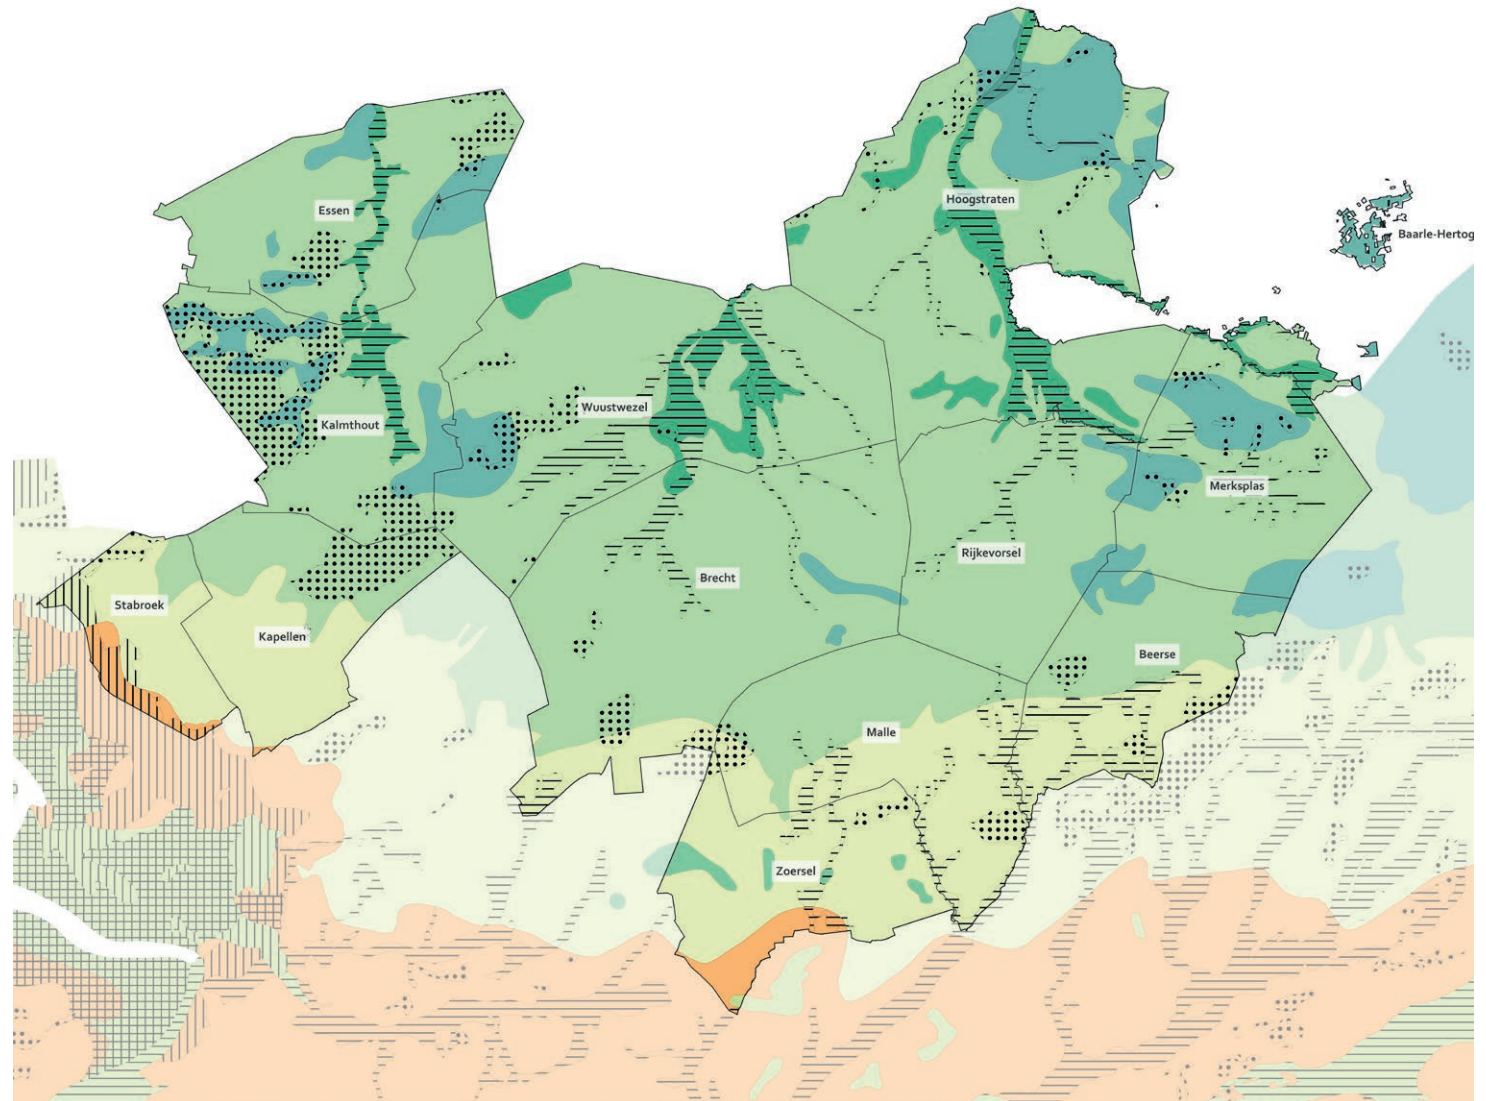 Hoogstraten
Essen
Baarle-Hertog
Wuustwezel
Kalmthout
Merksplas
Rijkevorsel
Brecht
Stabroek
Kapellen
Beerse
Malle
Zoersel